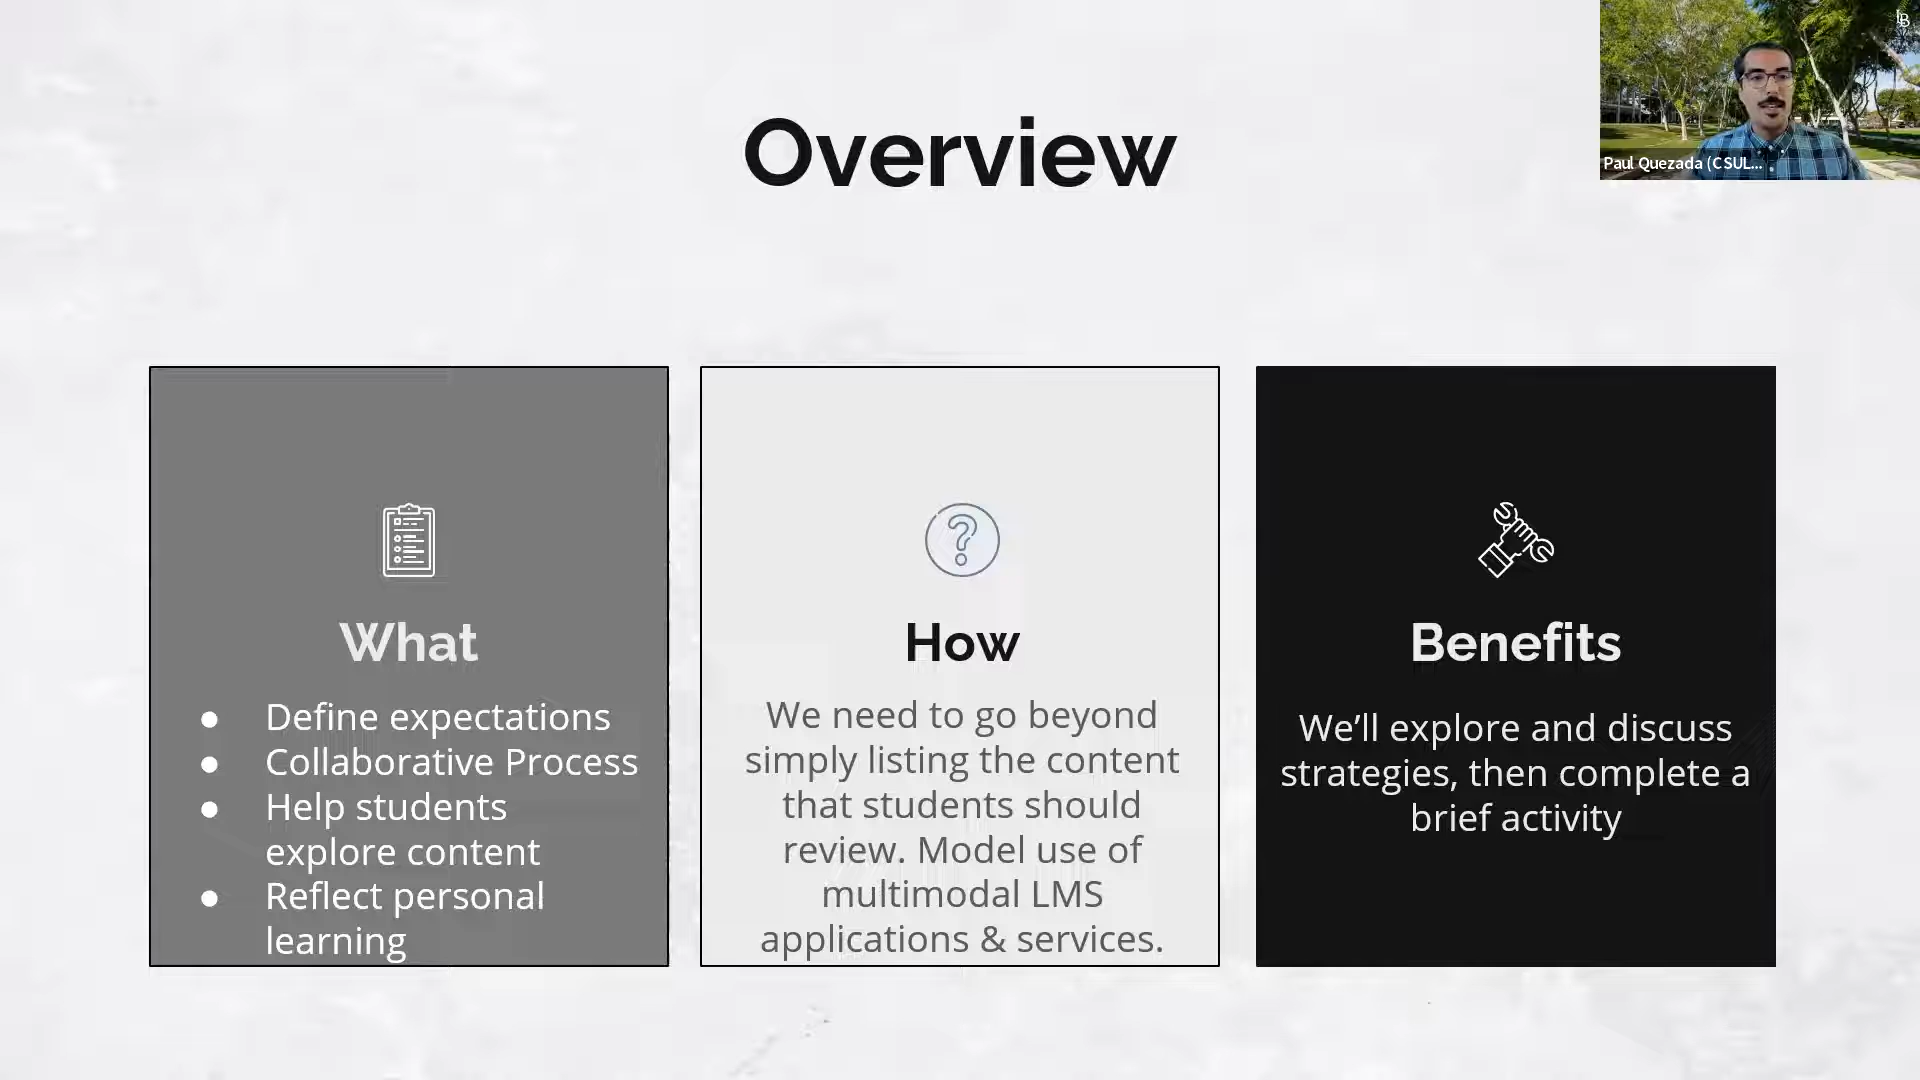 Overview
Paul Quezada (CSUL...
What
● Define expectations
● Collaborative Process
● Help students
explore content
● Reflect personal
learning
How
We need to go beyond
simply listing the content
that students should
review. Model use of
multimodal LMS
applications & services.
Benefits
We’ll explore and discuss
strategies, then complete a
brief activity